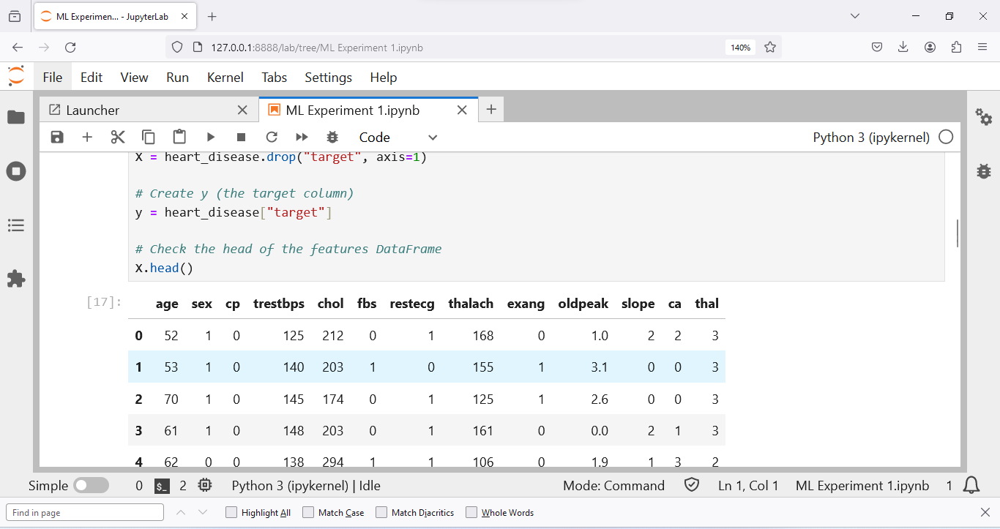 ML Experimen... - JupyterLab
127.0.0.1:8888/lab/tree/ML Experiment 1.ipynb 140%
File Edit View Run Kernel Tabs Settings Help
Launcher ML Experiment 1.ipynb
Code Python 3 (ipykernel)
X = heart_disease.drop("target", axis=1)
# Create y (the target column)
y = heart_disease["target"]
# Check the head of the features DataFrame
X.head()
[17]: age sex cp trestbps chol fbs restecg thalach exang oldpeak slope ca thal
0 52 1 0 125 212 0 1 168 0 1.0 2 2 3
1 53 1 0 140 203 1 0 155 1 3.1 0 0 3
2 70 1 0 145 174 0 1 125 1 2.6 0 0 3
3 61 1 0 148 203 0 1 161 0 0.0 2 1 3
4 62 0 0 138 294 1 1 106 0 1.9 1 3 2
Simple 0 $_ 2 Python 3 (ipykernel) | Idle Mode: Command Ln 1, Col 1 ML Experiment 1.ipynb 1
Find in page Highlight All Match Case Match Diacritics Whole Words